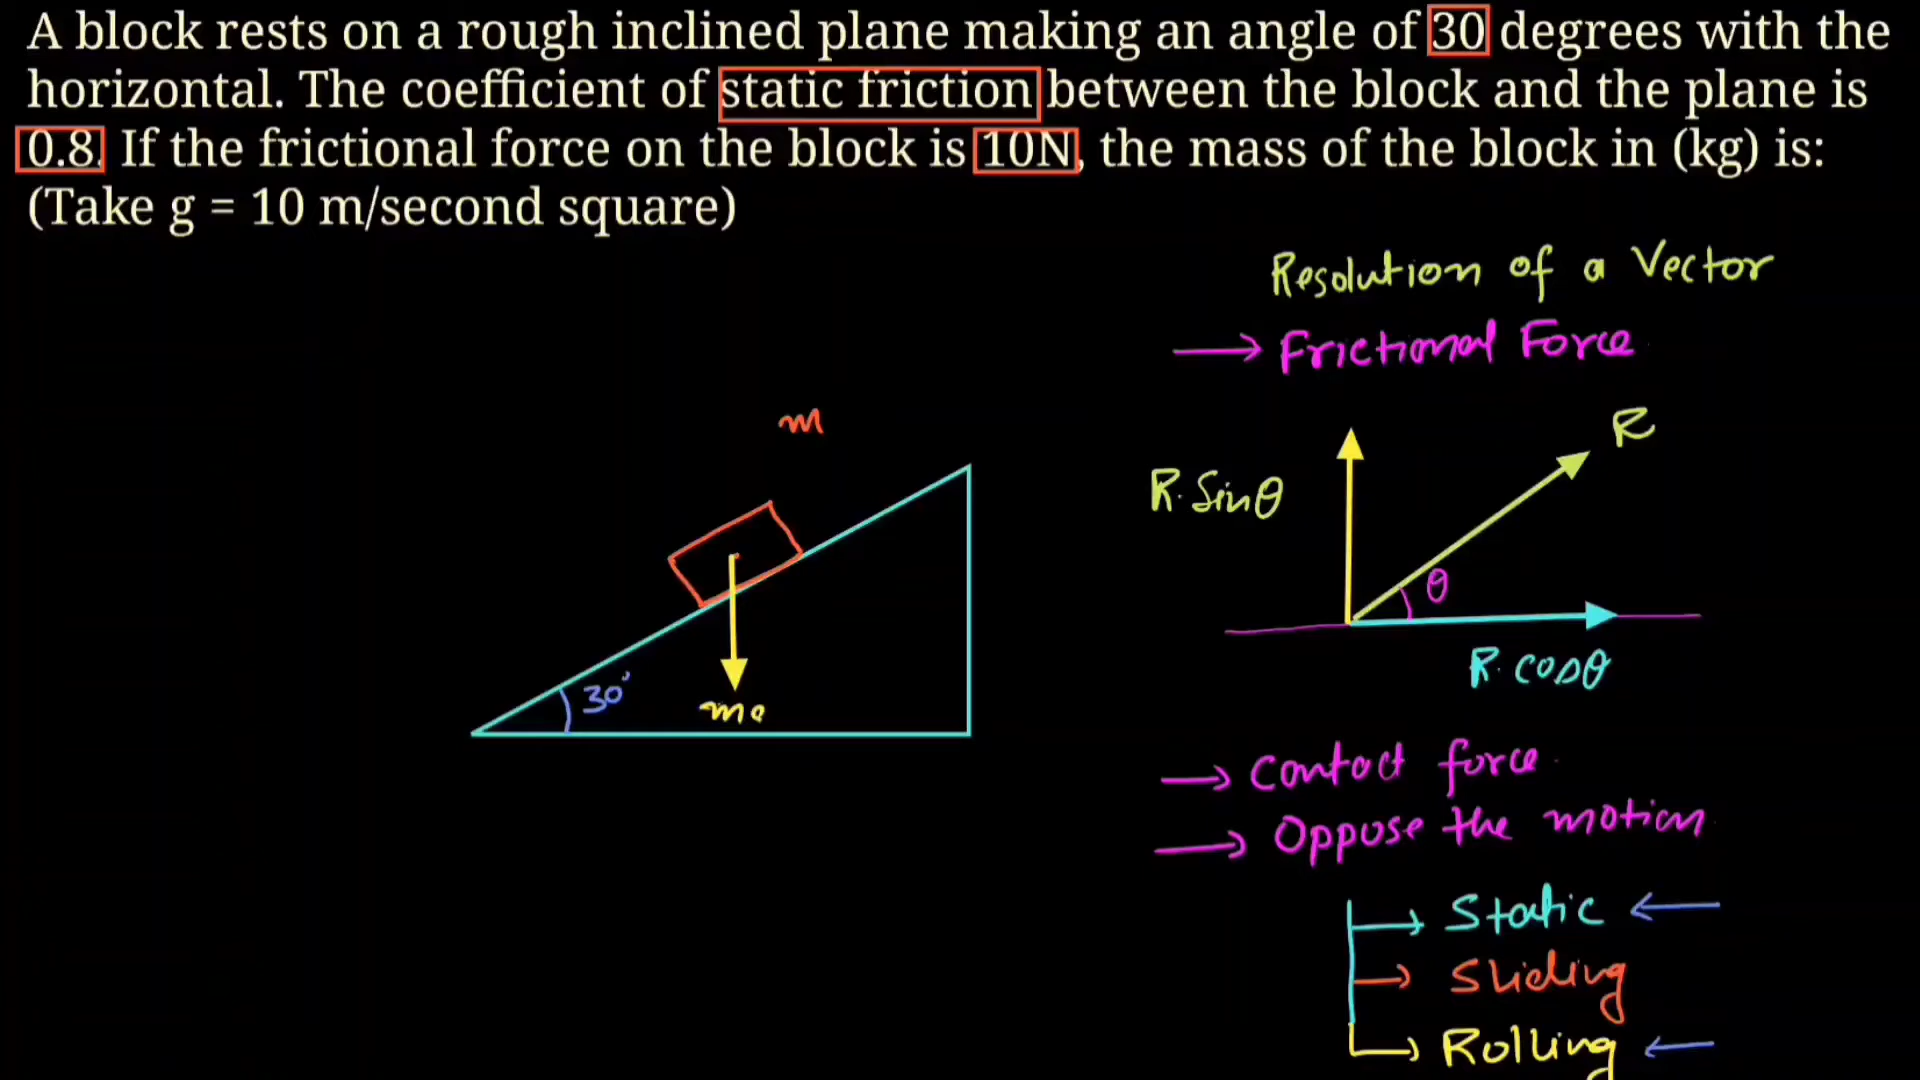 A block rests on a rough inclined plane making an angle of 30 degrees with the
horizontal. The coefficient of static friction between the block and the plane is
0.8. If the frictional force on the block is 10N, the mass of the block in (kg) is:
(Take g = 10 m/second square)
Resolution of a Vector
→ Frictional Force
m
R
R.Sinθ
θ
R.cosθ
30°
→ Contact force.
→ Oppose the motion
→ Static ←
→ Sliding
→ Rolling ←